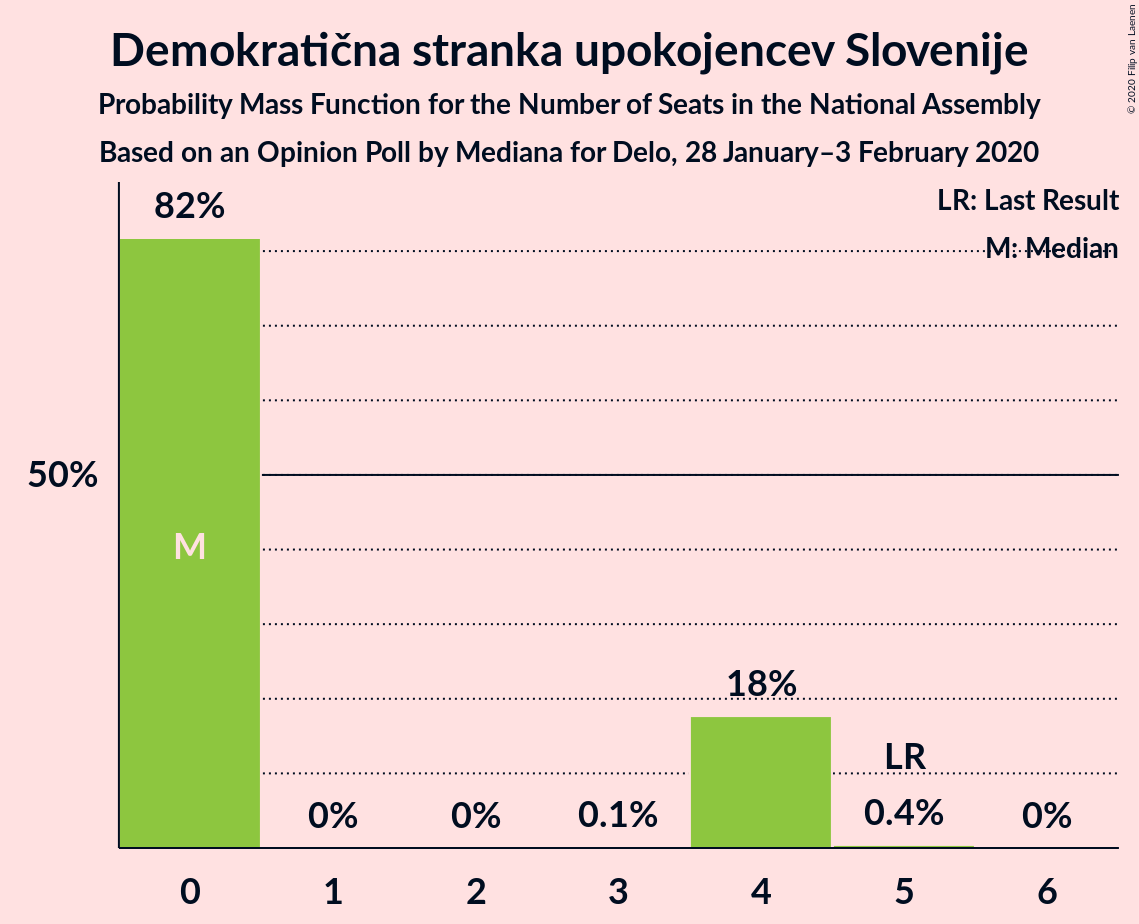 Demokratična stranka upokojencev Slovenije
Probability Mass Function for the Number of Seats in the National Assembly
Based on an Opinion Poll by Mediana for Delo, 28 January–3 February 2020
© 2020 Filip van Laenen
LR: Last Result
M: Median
82%
50%
M
18%
LR
0%
0%
0.1%
0.4%
0%
0
1
2
3
4
5
6